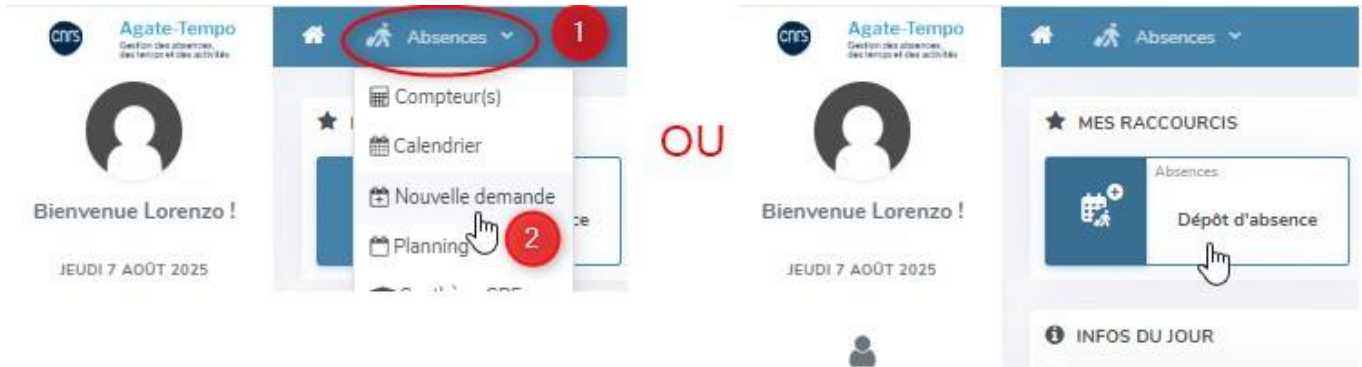 cnrs
Agate-Tempo
Gestion des absences,
des temps et des activités
Absences
1
Compteur(s)
Calendrier
Nouvelle demande
2
Planning
Bienvenue Lorenzo !
JEUDI 7 AOÛT 2025
OU
cnrs
Agate-Tempo
Gestion des absences,
des temps et des activités
Absences
MES RACCOURCIS
Absences
Dépôt d'absence
Bienvenue Lorenzo !
JEUDI 7 AOÛT 2025
INFOS DU JOUR